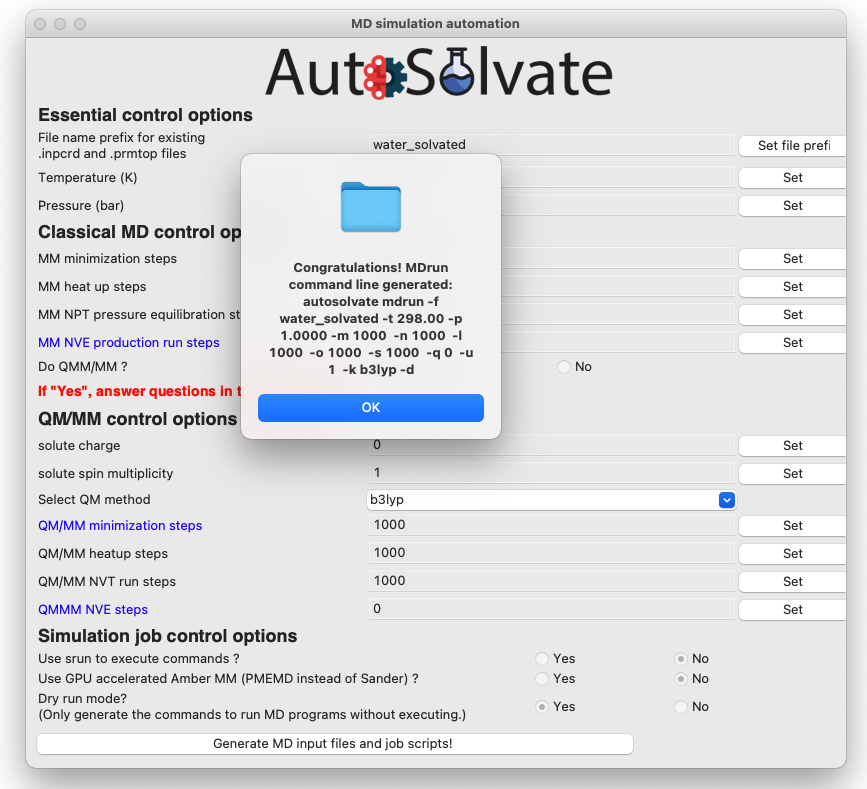 MD simulation automation
AutoSolvate
Essential control options
File name prefix for existing
.inpcrd and .prmtop files
water_solvated
Set file prefi
Temperature (K)
Set
Pressure (bar)
Set
Classical MD control op
MM minimization steps
Set
MM heat up steps
Set
MM NPT pressure equilibration st
Set
MM NVE production run steps
Set
Do QMM/MM ?
No
If "Yes", answer questions in t
Congratulations! MDrun
command line generated:
autosolvate mdrun -f
water_solvated -t 298.00 -p
1.0000 -m 1000  -n 1000  -l
1000  -o 1000  -s 1000  -q 0  -u
1  -k b3lyp -d
OK
QM/MM control options
solute charge
0
Set
solute spin multiplicity
1
Set
Select QM method
b3lyp
QM/MM minimization steps
1000
Set
QM/MM heatup steps
1000
Set
QM/MM NVT run steps
1000
Set
QMMM NVE steps
0
Set
Simulation job control options
Use srun to execute commands ?
Yes
No
Use GPU accelerated Amber MM (PMEMD instead of Sander) ?
Yes
No
Dry run mode?
(Only generate the commands to run MD programs without executing.)
Yes
No
Generate MD input files and job scripts!